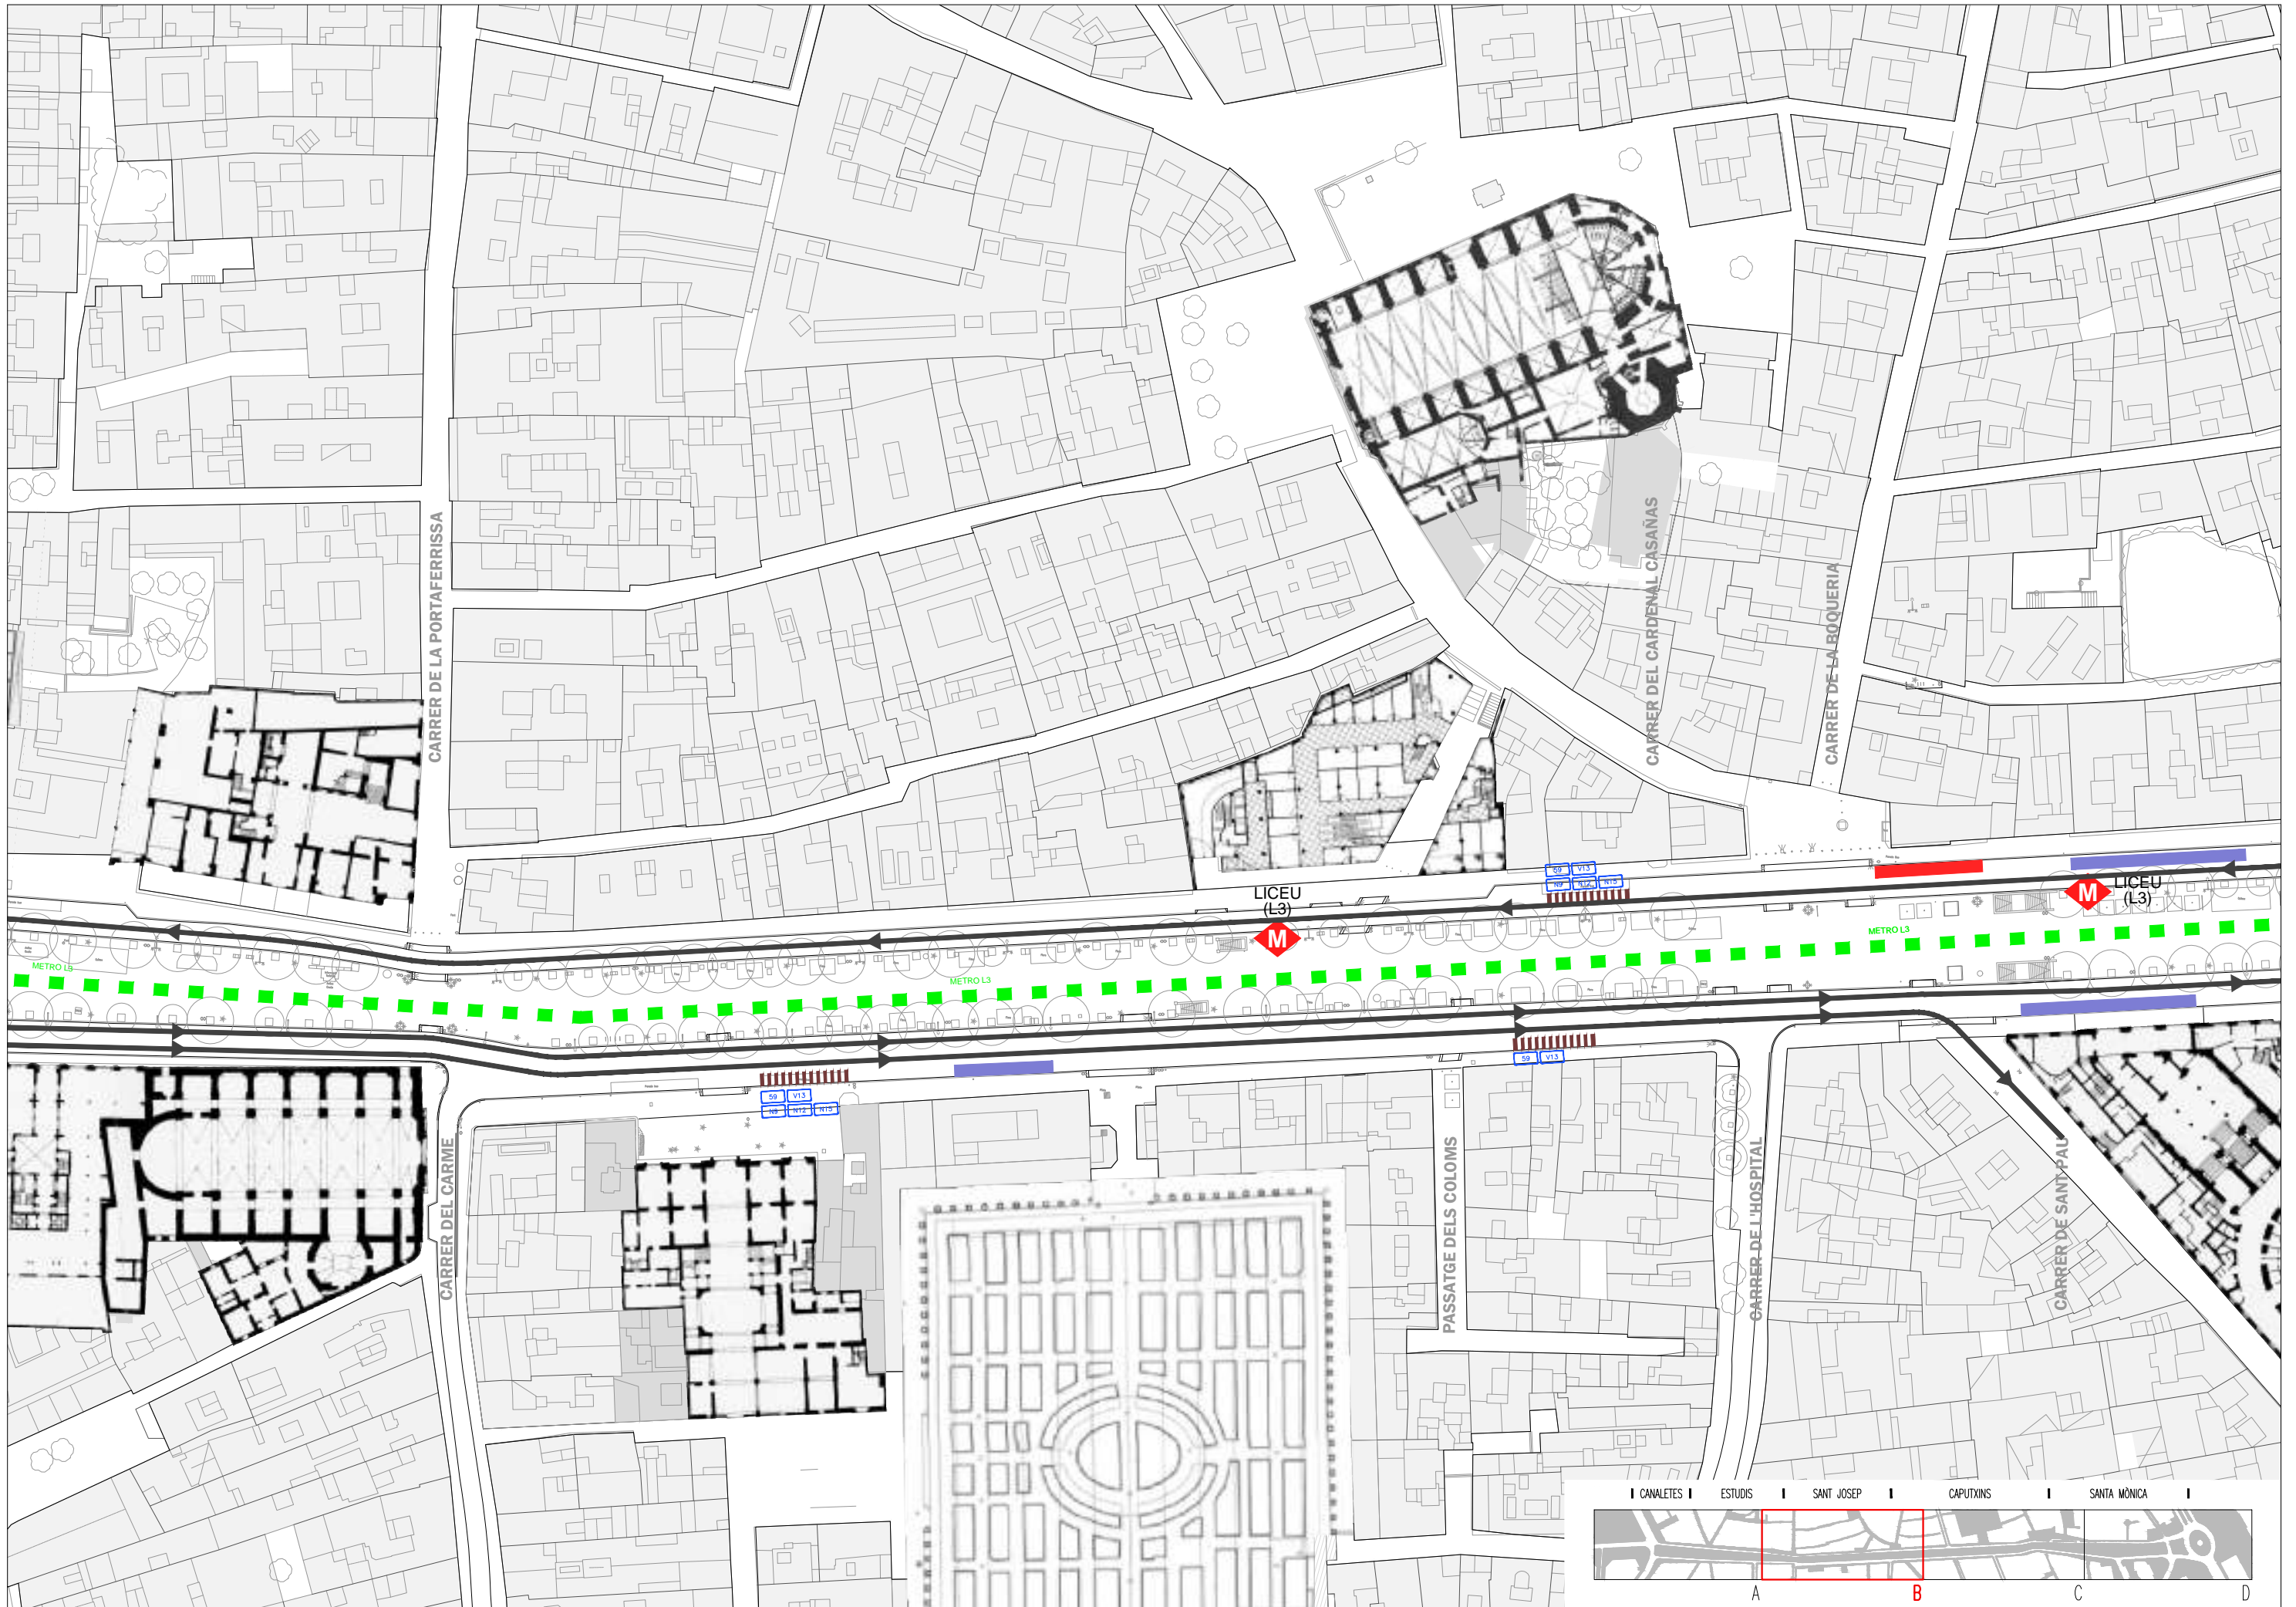 CARRER DE LA PORTAFERRISSA
CARRER DEL CARDENAL CASAÑAS
CARRER DE LA BOQUERIA
59 V13
N9 N12 N15
LICEU
(L3)
M
M
LICEU
(L3)
METRO L3
METRO L3
METRO L3
59 V13
59 V13
N9 N12 N15
CARRER DEL CARME
PASSATGE DELS COLOMS
CARRER DE L'HOSPITAL
CARRER DE SANT PAU
CANALETES ESTUDIS SANT JOSEP CAPUTXINS SANTA MÒNICA
A B C D